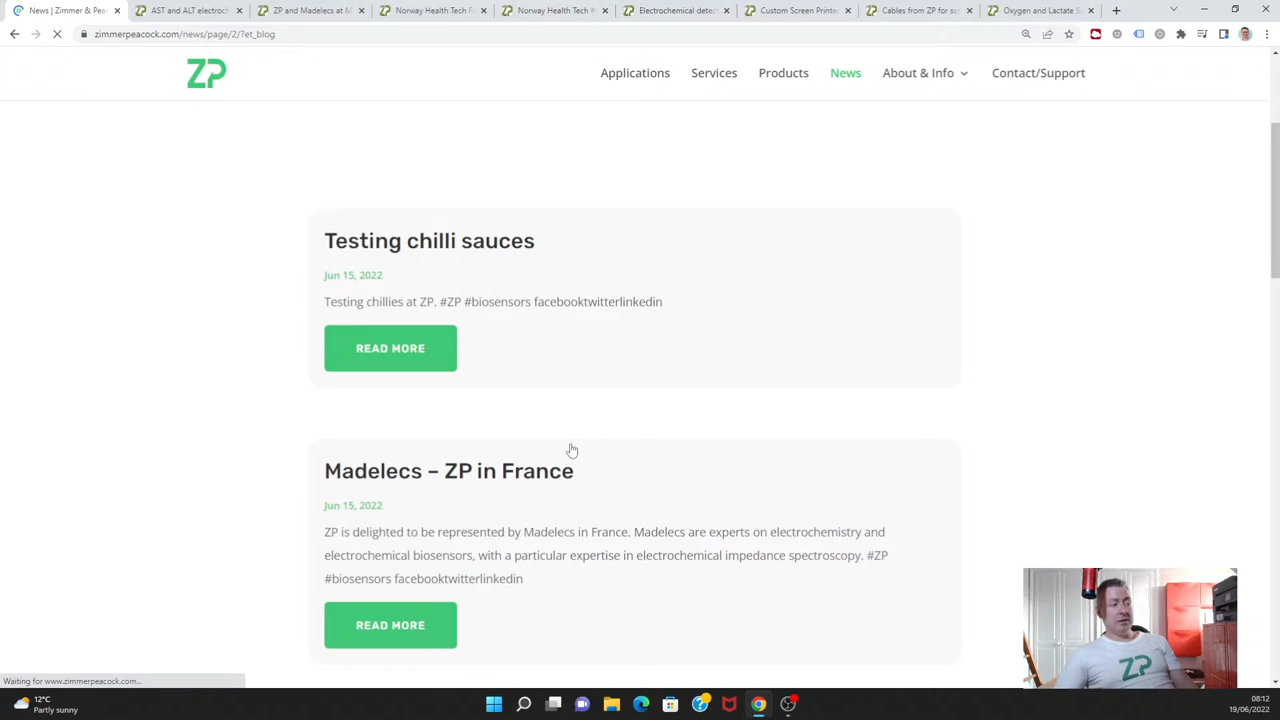 News | Zimmer & Pea
AST and ALT electroch
ZP and Madelecs at M
Norway Health Tech Fe
Norway Health Tech #
Electrochemical detec
Custom Screen Printe
Cables from ZP for sc
Oxygen and Lactate S
zimmerpeacock.com/news/page/2/?et_blog
ZP
Applications
Services
Products
News
About & Info
Contact/Support
Testing chilli sauces
Jun 15, 2022
Testing chillies at ZP. #ZP #biosensors facebooktwitterlinkedin
READ MORE
Madelecs – ZP in France
Jun 15, 2022
ZP is delighted to be represented by Madelecs in France. Madelecs are experts on electrochemistry and
electrochemical biosensors, with a particular expertise in electrochemical impedance spectroscopy. #ZP
#biosensors facebooktwitterlinkedin
READ MORE
ZP
Waiting for www.zimmerpeacock.com...
12°C
Partly sunny
08:12
19/06/2022